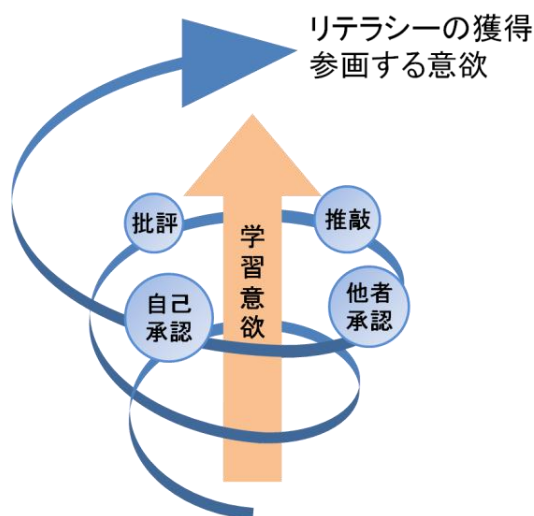 リテラシーの獲得
参画する意欲
批評
推敲
学習意欲
自己
承認
他者
承認